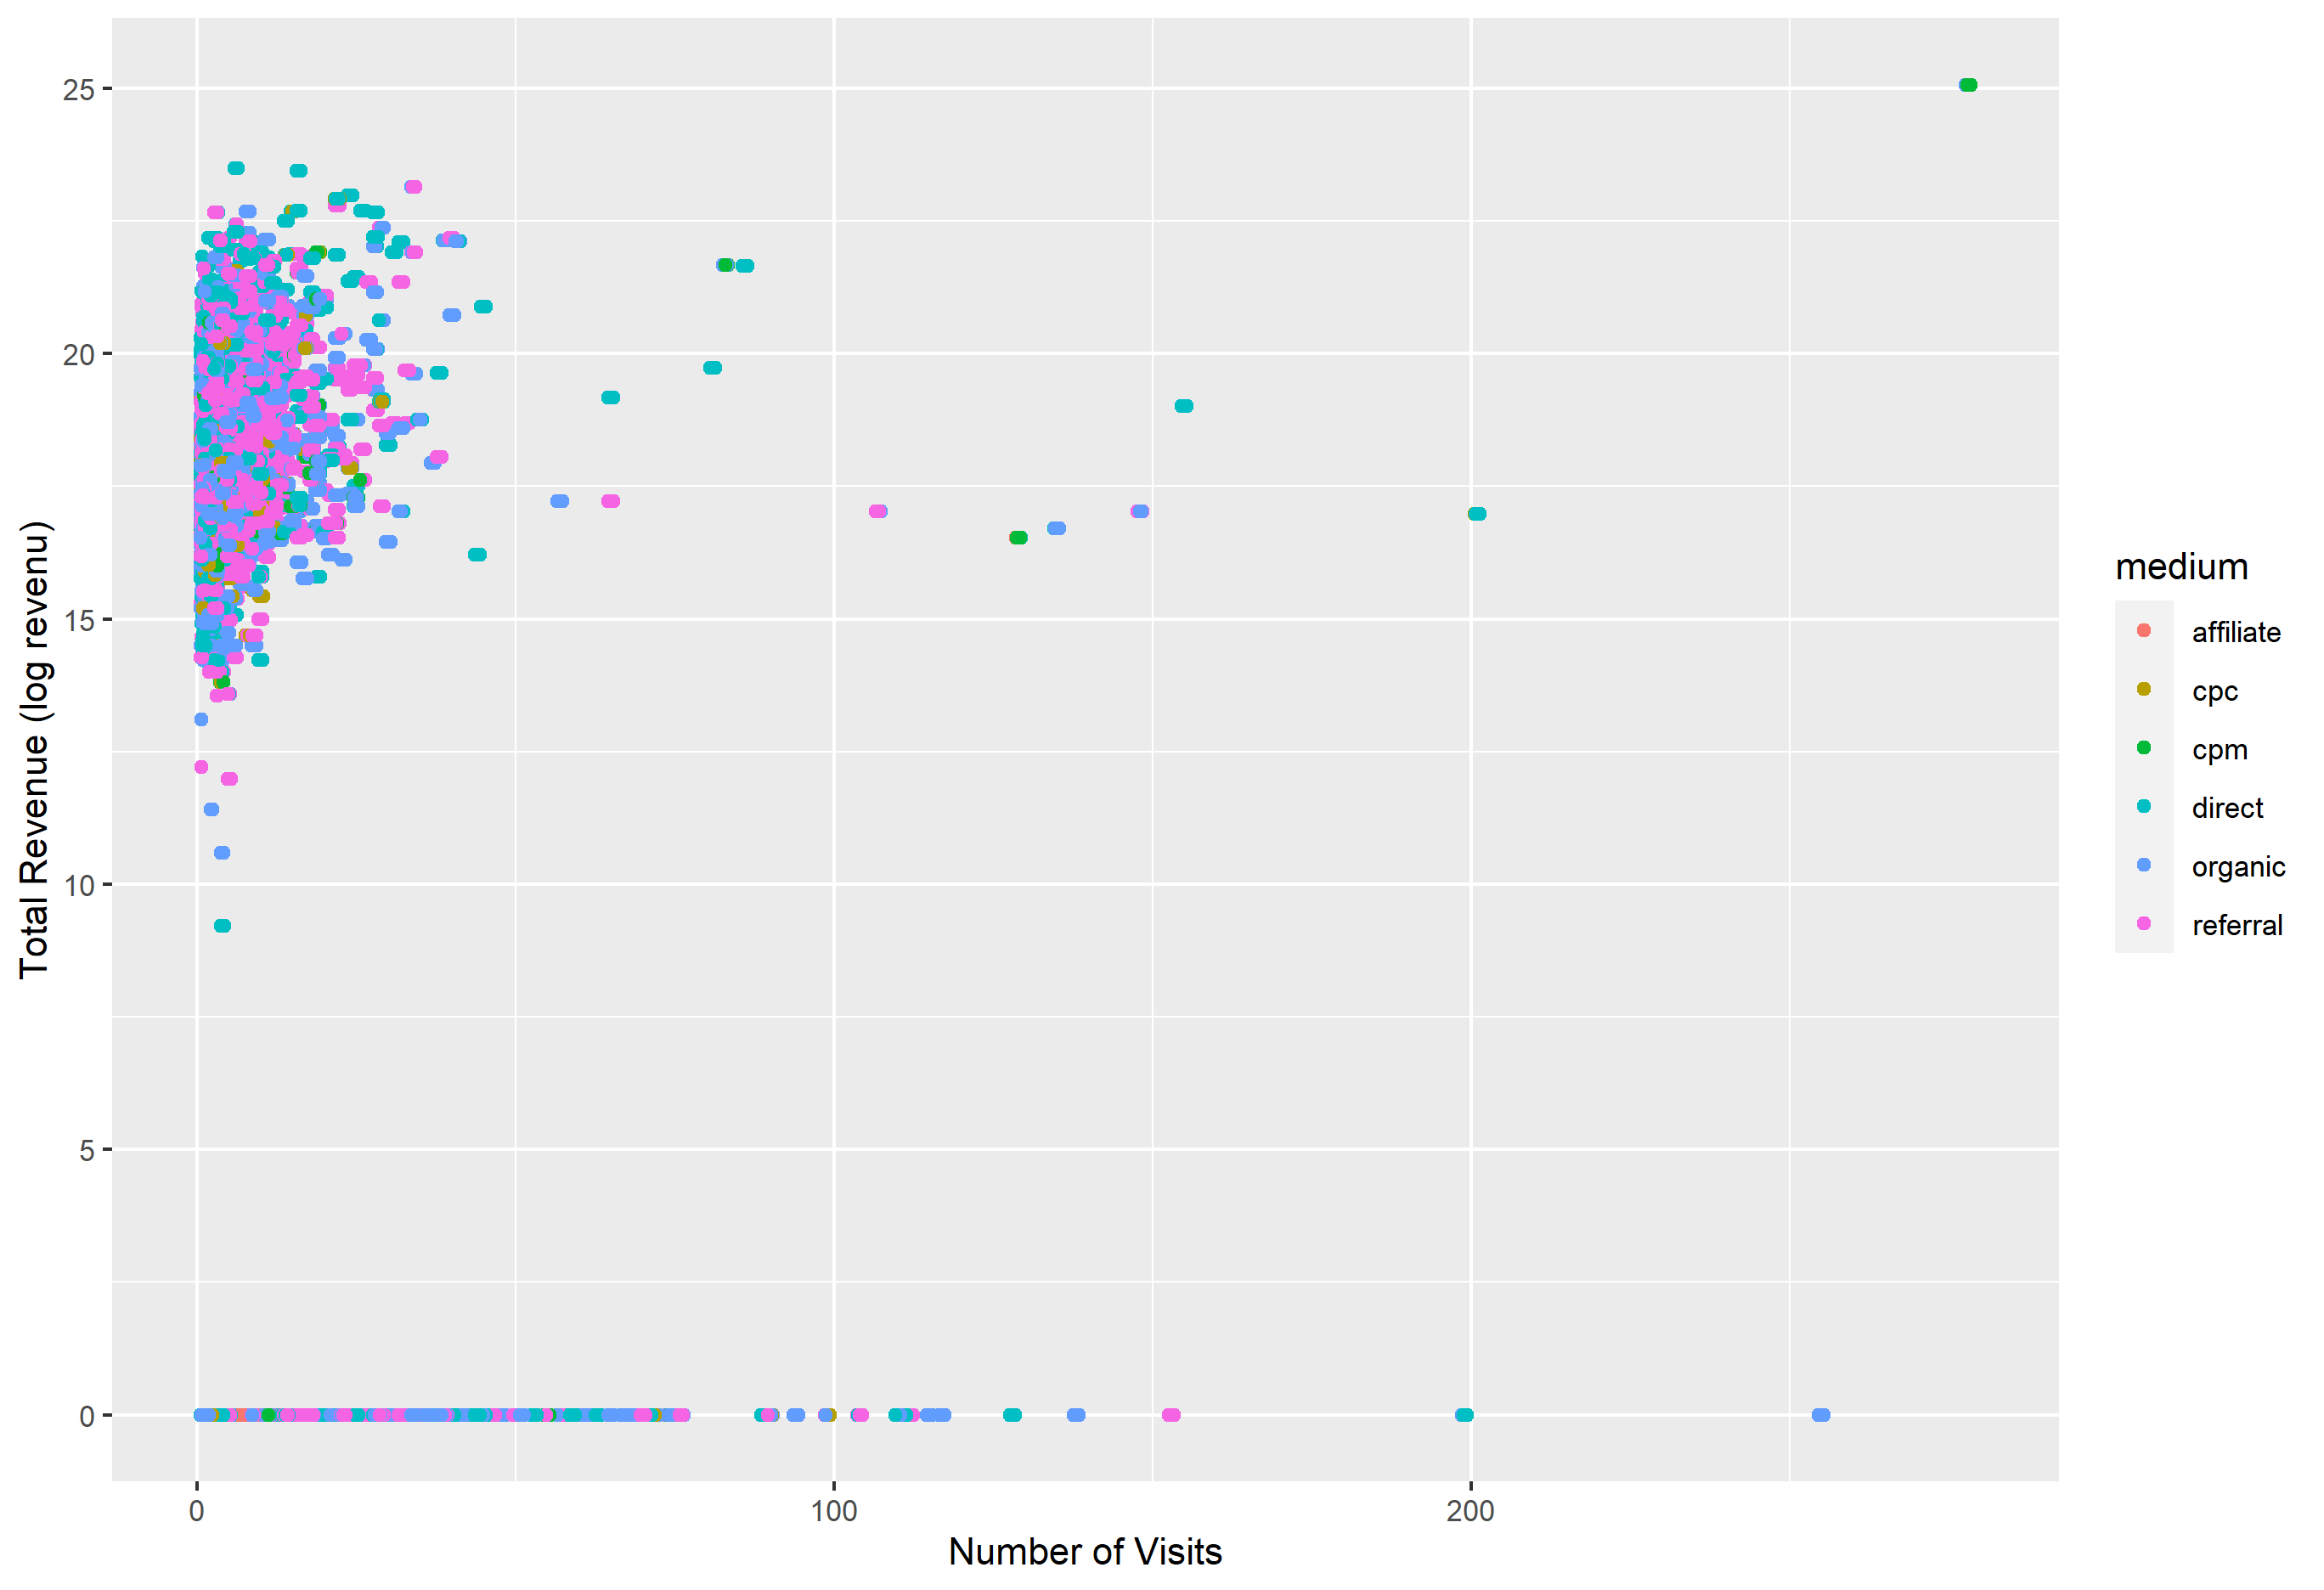 25
20
15
10
5
0
Total Revenue (log revenu)
0
100
200
Number of Visits
medium
affiliate
cpc
cpm
direct
organic
referral